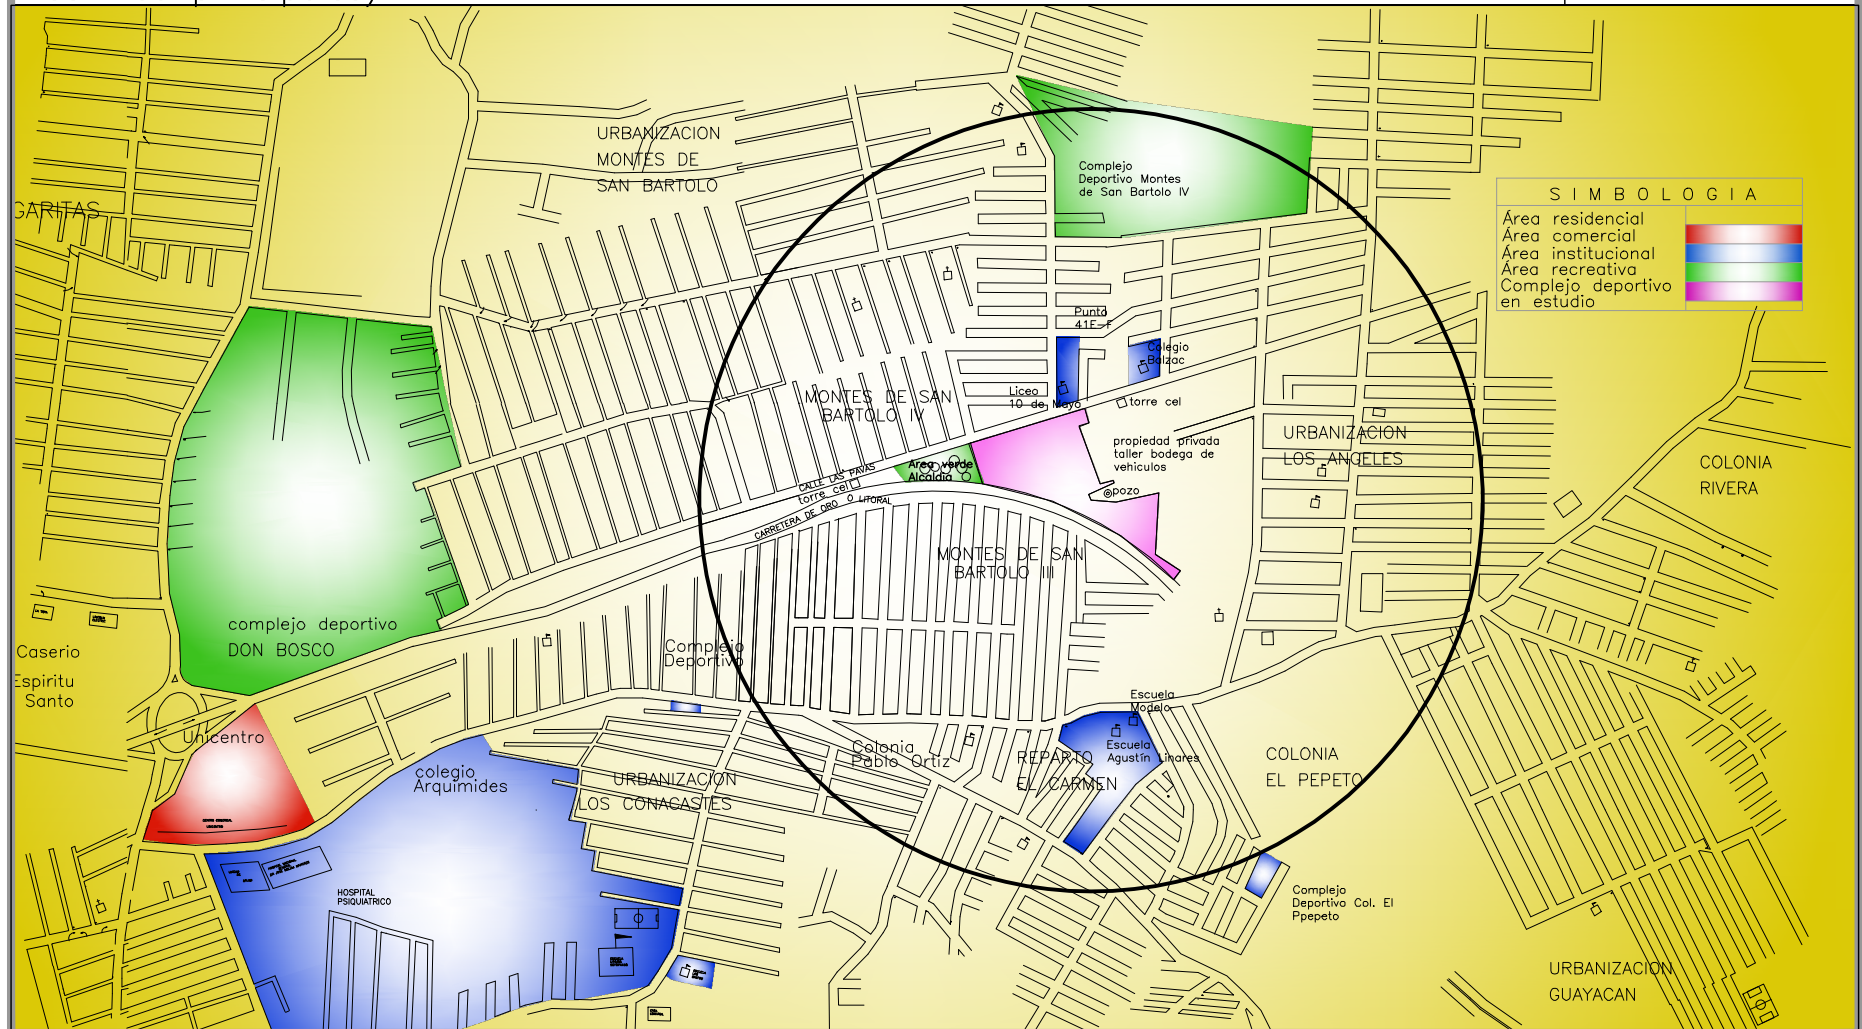 URBANIZACION
MONTES DE
SAN BARTOLO
GARITAS
Complejo
Deportivo Montes
de San Bartolo IV
SIMBOLOGIA
Área residencial
Área comercial
Área institucional
Área recreativa
Complejo deportivo
en estudio
Punto
41F-F
Colegio
Balzac
Liceo
10 de Mayo
torre cel
MONTES DE SAN
BARTOLO IV
propiedad privada
taller bodega de
vehiculos
URBANIZACION
LOS ANGELES
COLONIA
RIVERA
Area verde
Alcaldia
CALLE LAS PAVAS
torre cel
CARRETERA DE ORO O LITORAL
pozo
MONTES DE SAN
BARTOLO III
complejo deportivo
DON BOSCO
Complejo
Deportivo
Caserio
Espiritu
Santo
Unicentro
Escuela
Modelo
Escuela
Agustín Linares
Colonia
Pablo Ortiz
REPARTO
EL CARMEN
COLONIA
EL PEPETO
colegio
Arquimides
URBANIZACION
LOS CONACASTES
HOSPITAL
PSIQUIATRICO
Complejo
Deportivo Col. El
Ppepeto
URBANIZACION
GUAYACAN